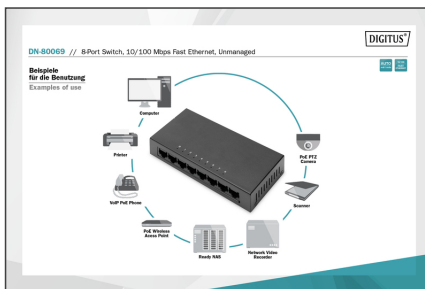 DIGITUS®
DN-80069 // 8-Port Switch, 10/100 Mbps Fast Ethernet, Unmanaged
Beispiele
für die Benutzung
Examples of use
Computer
Printer
PoE PTZ
Camera
VoIP PoE Phone
Scanner
PoE Wireless
Access Point
Ready NAS
Network Video
Recorder